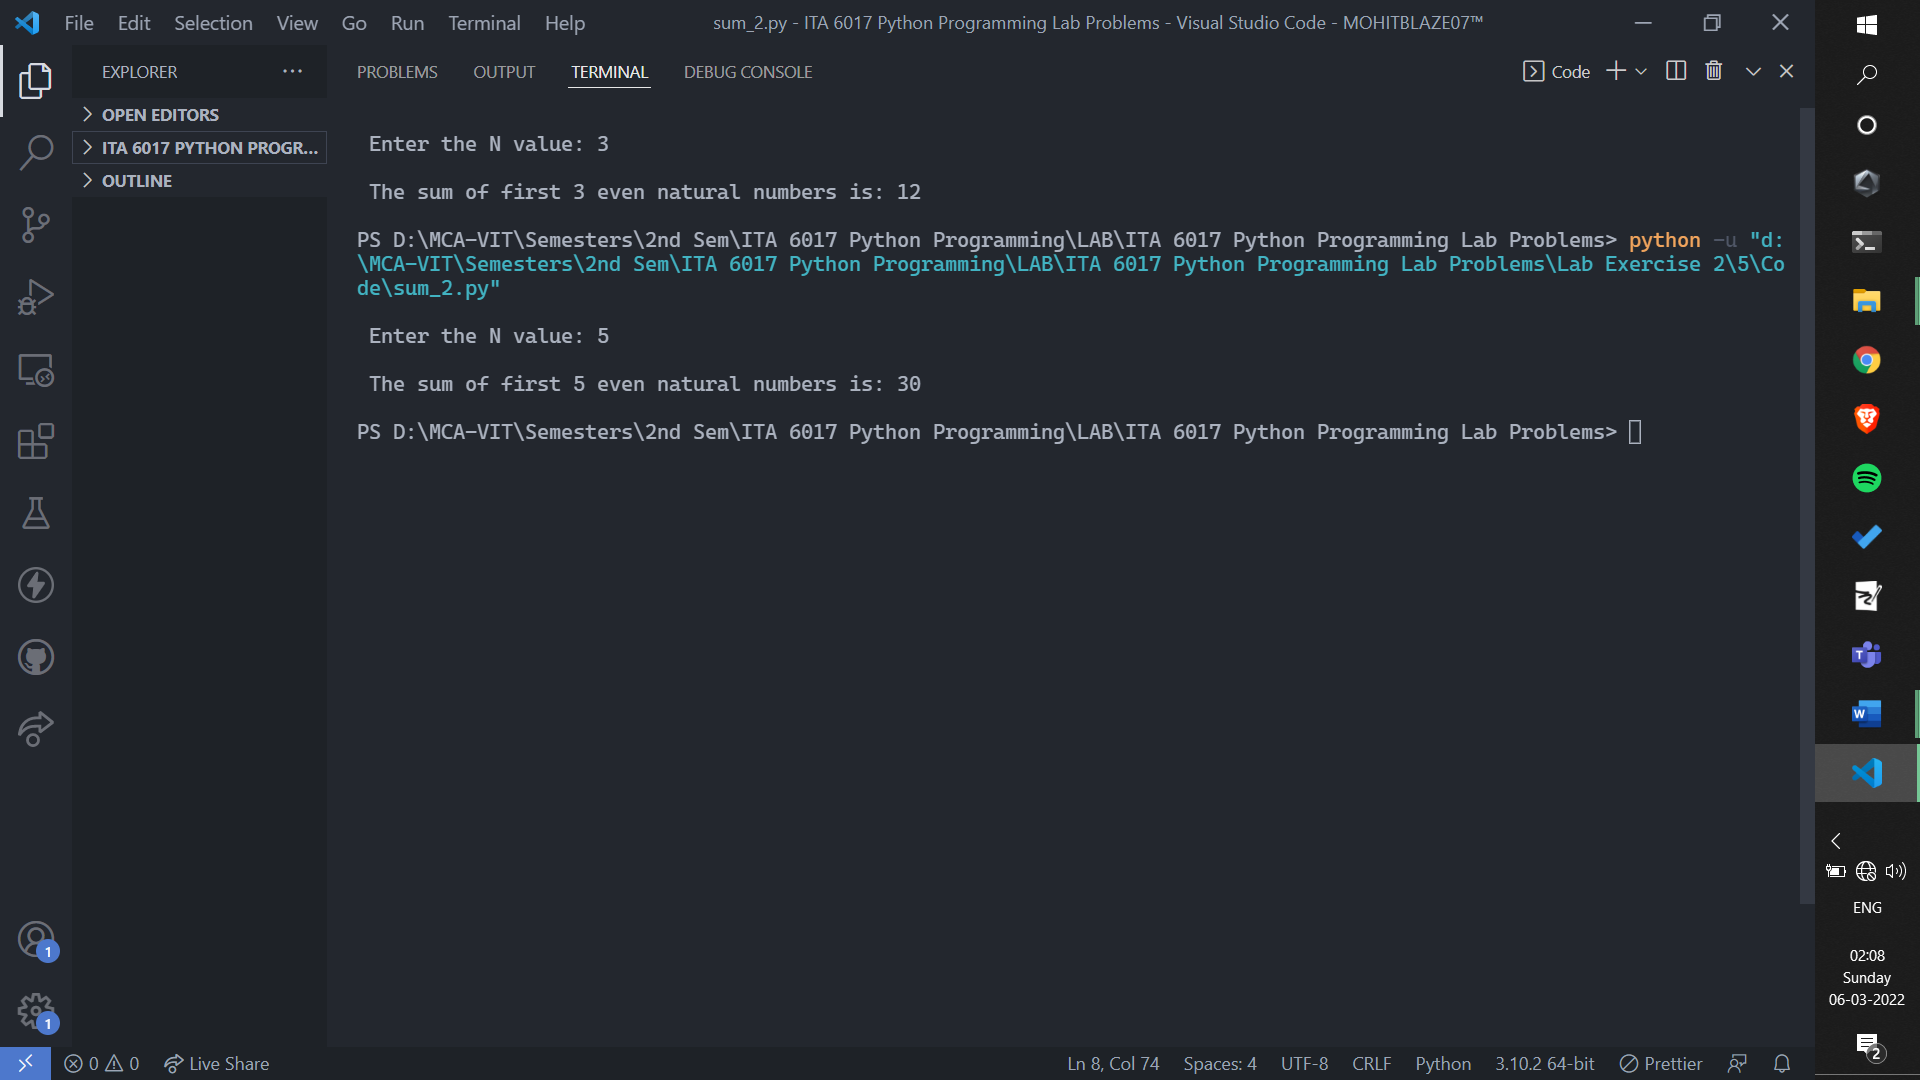 File Edit Selection View Go Run Terminal Help
sum_2.py - ITA 6017 Python Programming Lab Problems - Visual Studio Code - MOHITBLAZE07™
EXPLORER
OPEN EDITORS
ITA 6017 PYTHON PROGR...
OUTLINE
PROBLEMS OUTPUT TERMINAL DEBUG CONSOLE
Code
Enter the N value: 3
The sum of first 3 even natural numbers is: 12
PS D:\MCA-VIT\Semesters\2nd Sem\ITA 6017 Python Programming\LAB\ITA 6017 Python Programming Lab Problems> python -u "d:
\MCA-VIT\Semesters\2nd Sem\ITA 6017 Python Programming\LAB\ITA 6017 Python Programming Lab Problems\Lab Exercise 2\5\Co
de\sum_2.py"
Enter the N value: 5
The sum of first 5 even natural numbers is: 30
PS D:\MCA-VIT\Semesters\2nd Sem\ITA 6017 Python Programming\LAB\ITA 6017 Python Programming Lab Problems>
1
1
0 0 Live Share
Ln 8, Col 74 Spaces: 4 UTF-8 CRLF Python 3.10.2 64-bit Prettier
T
W
ENG
02:08
Sunday
06-03-2022
2